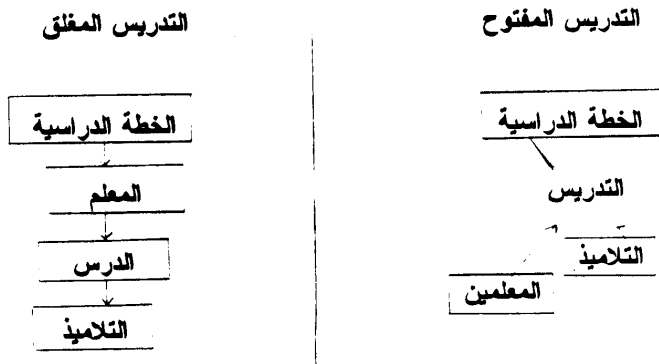 التدريس المفتوح
الخطة الدراسية
التدريس
التلاميذ
المعلمين
التدريس المغلق
الخطة الدراسية
المعلم
الدرس
التلاميذ